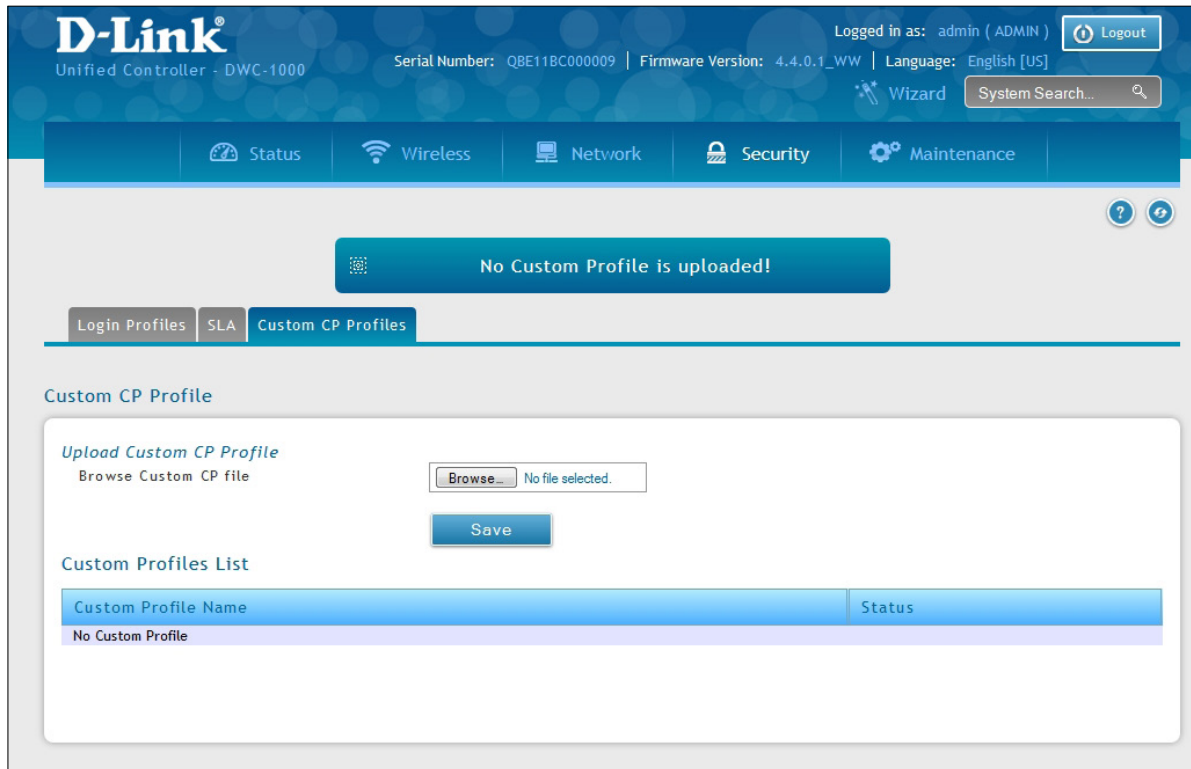 D-Link®
Unified Controller - DWC-1000
Logged in as: admin ( ADMIN ) Logout
Serial Number: QBE11BC000009 | Firmware Version: 4.4.0.1_WW | Language: English [US]
Wizard System Search...
Status Wireless Network Security Maintenance
?
No Custom Profile is uploaded!
Login Profiles SLA Custom CP Profiles
Custom CP Profile
Upload Custom CP Profile
Browse Custom CP file Browse... No file selected.
Save
Custom Profiles List
Custom Profile Name Status
No Custom Profile